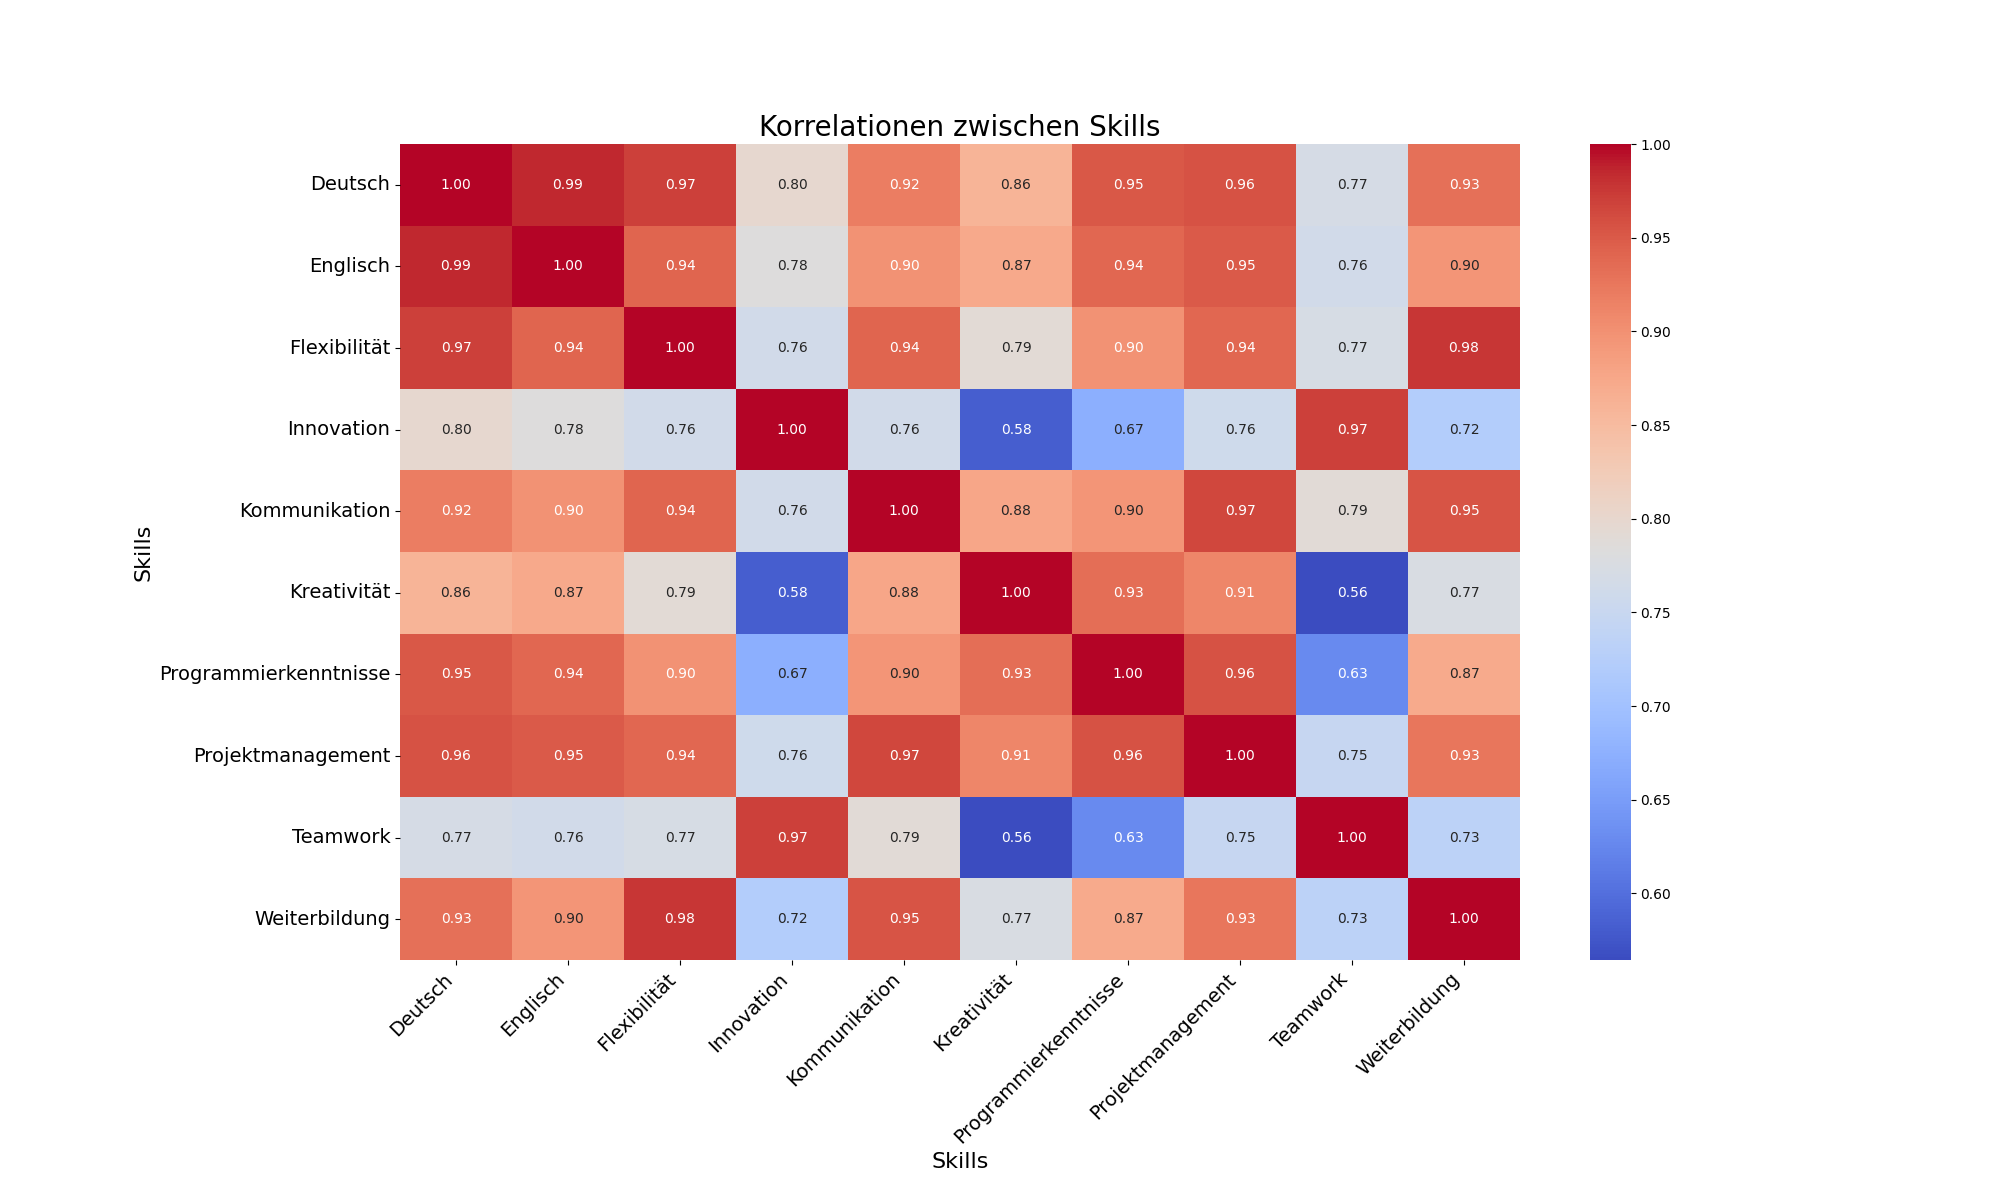 Korrelationen zwischen Skills
Deutsch 1.00 0.99 0.97 0.80 0.92 0.86 0.95 0.96 0.77 0.93
Englisch 0.99 1.00 0.94 0.78 0.90 0.87 0.94 0.95 0.76 0.90
Flexibilität 0.97 0.94 1.00 0.76 0.94 0.79 0.90 0.94 0.77 0.98
Innovation 0.80 0.78 0.76 1.00 0.76 0.58 0.67 0.76 0.97 0.72
Kommunikation 0.92 0.90 0.94 0.76 1.00 0.88 0.90 0.97 0.79 0.95
Kreativität 0.86 0.87 0.79 0.58 0.88 1.00 0.93 0.91 0.56 0.77
Programmierkenntnisse 0.95 0.94 0.90 0.67 0.90 0.93 1.00 0.96 0.63 0.87
Projektmanagement 0.96 0.95 0.94 0.76 0.97 0.91 0.96 1.00 0.75 0.93
Teamwork 0.77 0.76 0.77 0.97 0.79 0.56 0.63 0.75 1.00 0.73
Weiterbildung 0.93 0.90 0.98 0.72 0.95 0.77 0.87 0.93 0.73 1.00
Skills
Deutsch
Englisch
Flexibilität
Innovation
Kommunikation
Kreativität
Programmierkenntnisse
Projektmanagement
Teamwork
Weiterbildung
Skills
1.00
0.95
0.90
0.85
0.80
0.75
0.70
0.65
0.60